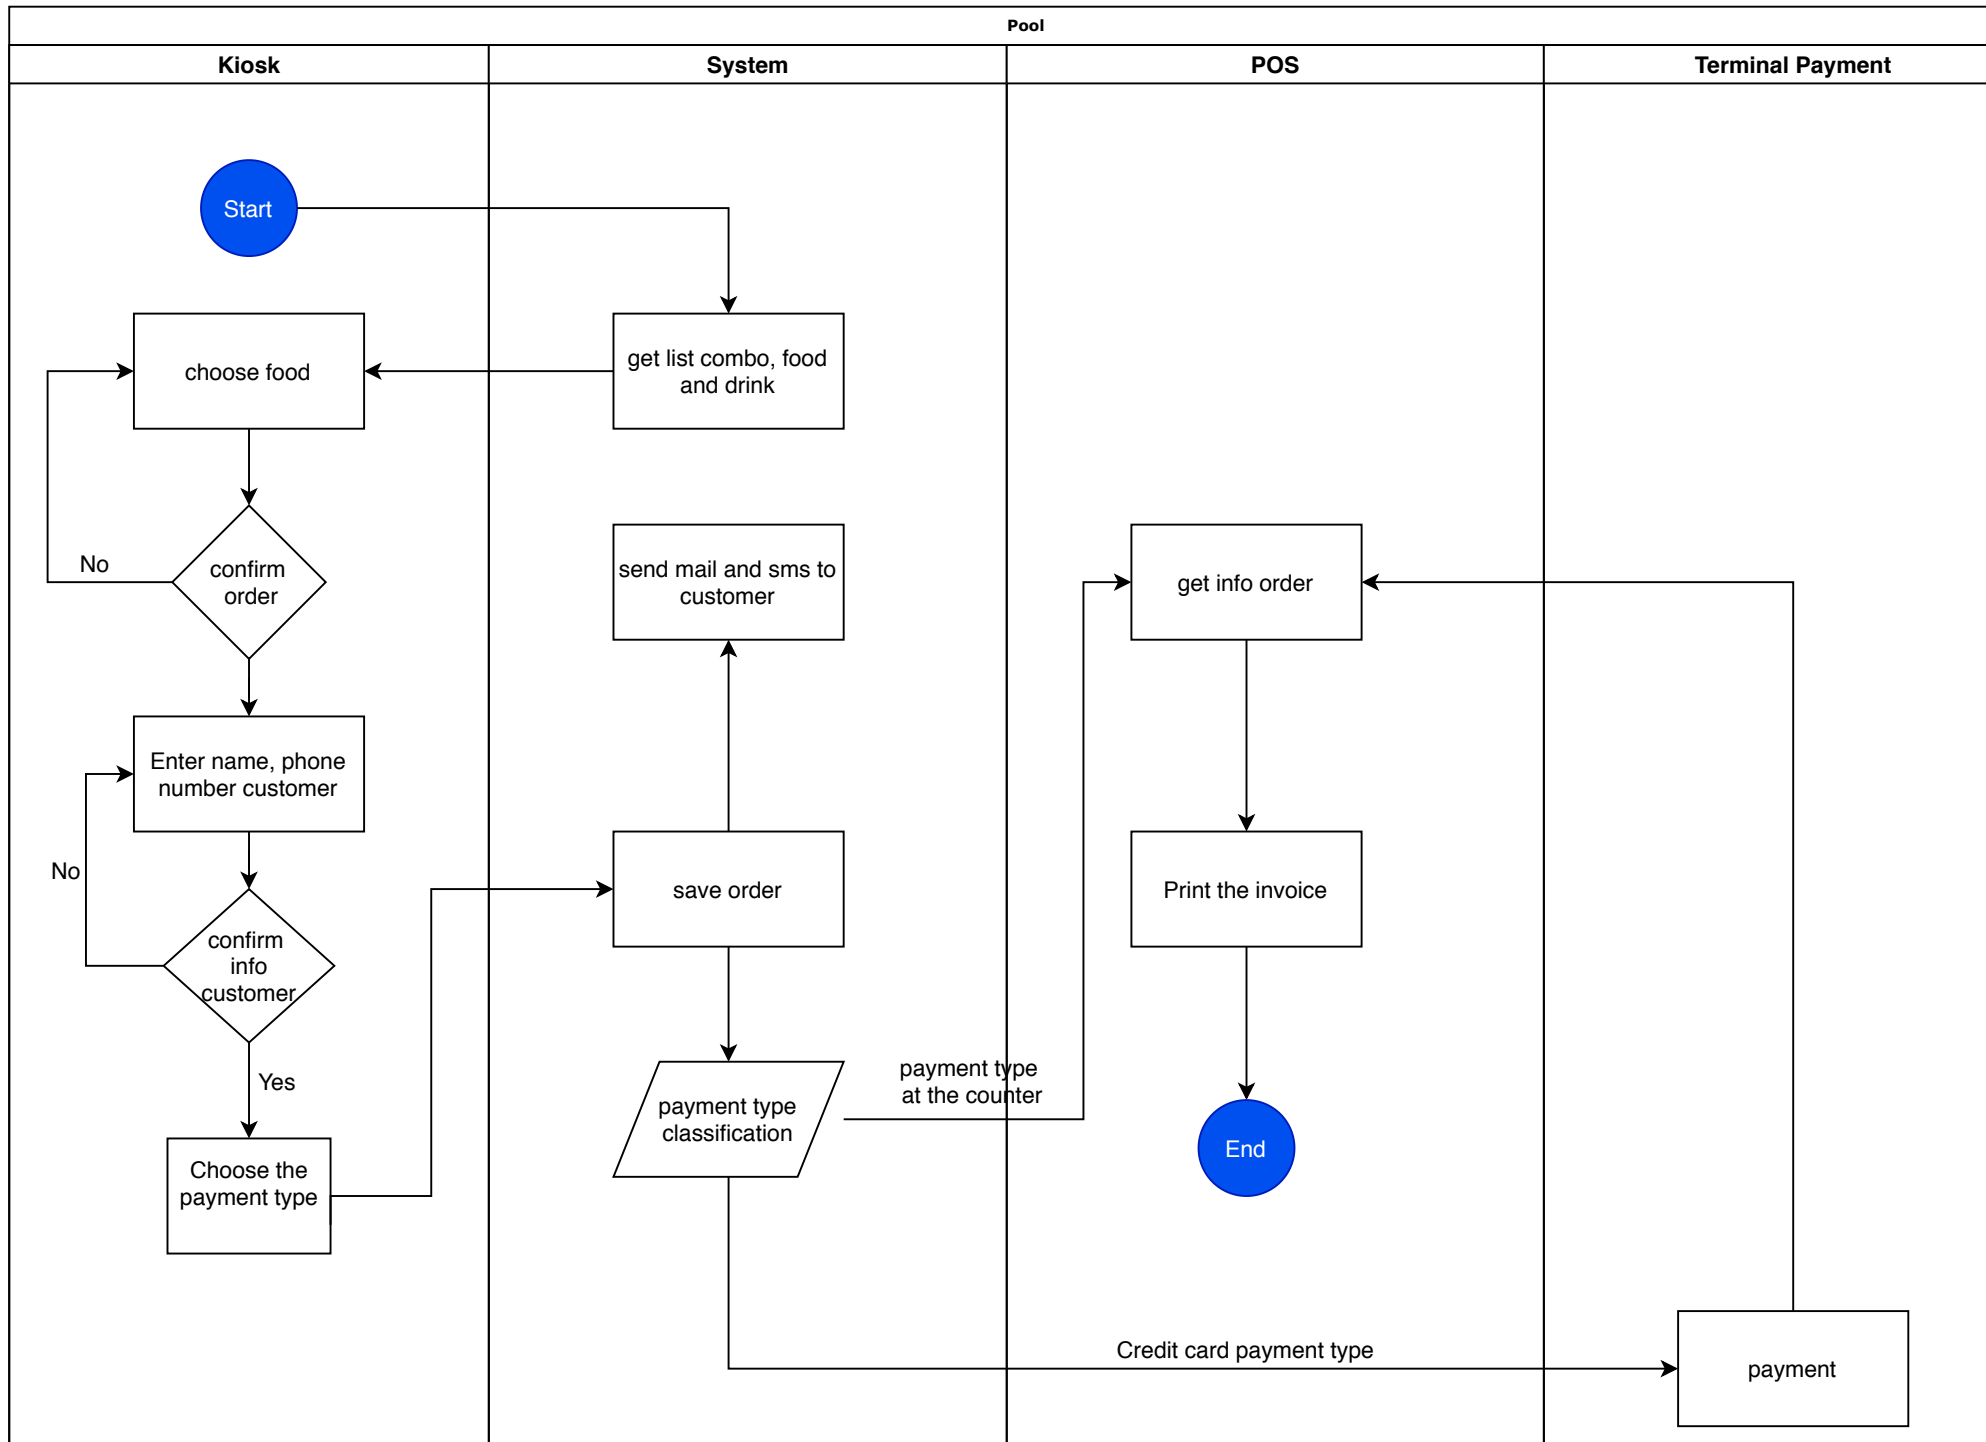 Pool
Kiosk
System
POS
Terminal Payment
Start
choose food
get list combo, food
and drink
No
confirm
order
send mail and sms to
customer
get info order
Enter name, phone
number customer
No
confirm
info
customer
save order
Print the invoice
Yes
payment type
at the counter
payment type
classification
End
Choose the
payment type
Credit card payment type
payment